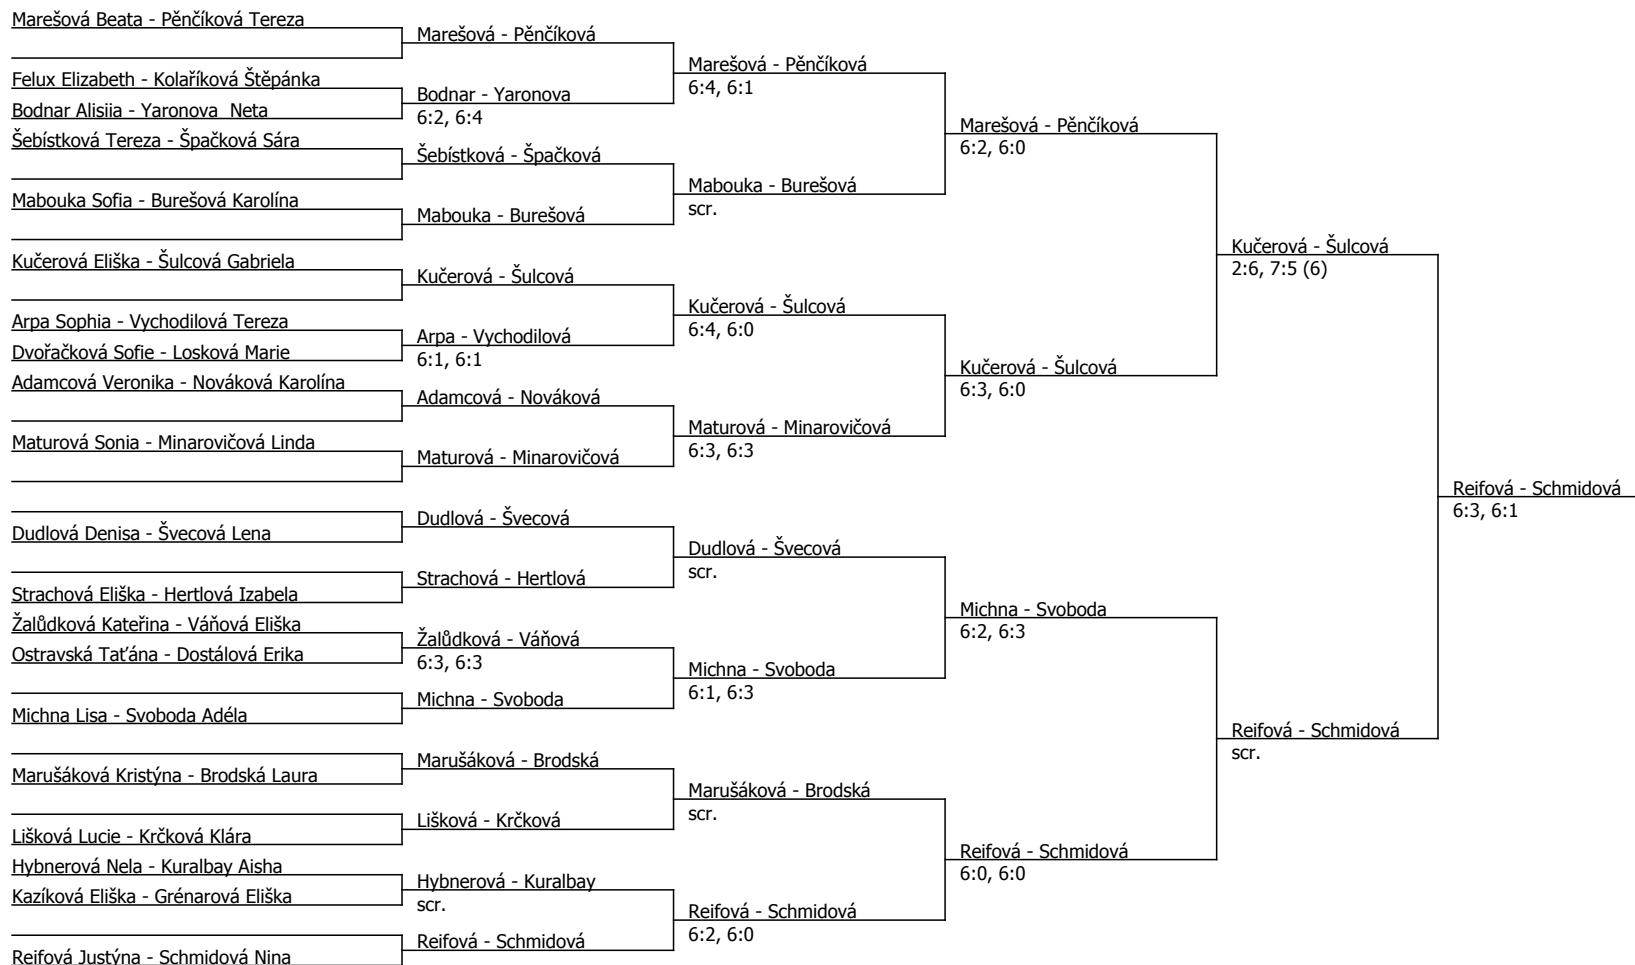 Marešová Beata - Pěnčíková Tereza
Felux Elizabeth - Kolaříková Štěpánka
Bodnar Alisiia - Yaronova  Neta
Šebístková Tereza - Špačková Sára
Mabouka Sofia - Burešová Karolína
Kučerová Eliška - Šulcová Gabriela
Arpa Sophia - Vychodilová Tereza
Dvořačková Sofie - Losková Marie
Adamcová Veronika - Nováková Karolína
Maturová Sonia - Minarovičová Linda
Dudlová Denisa - Švecová Lena
Strachová Eliška - Hertlová Izabela
Žalůdková Kateřina - Váňová Eliška
Ostravská Taťána - Dostálová Erika
Michna Lisa - Svoboda Adéla
Marušáková Kristýna - Brodská Laura
Lišková Lucie - Krčková Klára
Hybnerová Nela - Kuralbay Aisha
Kazíková Eliška - Grénarová Eliška
Reifová Justýna - Schmidová Nina
Marešová - Pěnčíková
Bodnar - Yaronova
6:2, 6:4
Šebístková - Špačková
Mabouka - Burešová
Kučerová - Šulcová
Arpa - Vychodilová
6:1, 6:1
Adamcová - Nováková
Maturová - Minarovičová
Dudlová - Švecová
Strachová - Hertlová
Žalůdková - Váňová
6:3, 6:3
Michna - Svoboda
Marušáková - Brodská
Lišková - Krčková
Hybnerová - Kuralbay
scr.
Reifová - Schmidová
Marešová - Pěnčíková
6:4, 6:1
Mabouka - Burešová
scr.
Kučerová - Šulcová
6:4, 6:0
Maturová - Minarovičová
6:3, 6:3
Dudlová - Švecová
scr.
Michna - Svoboda
6:1, 6:3
Marušáková - Brodská
scr.
Reifová - Schmidová
6:2, 6:0
Marešová - Pěnčíková
6:2, 6:0
Kučerová - Šulcová
6:3, 6:0
Michna - Svoboda
6:2, 6:3
Reifová - Schmidová
6:0, 6:0
Kučerová - Šulcová
2:6, 7:5 (6)
Reifová - Schmidová
scr.
Reifová - Schmidová
6:3, 6:1